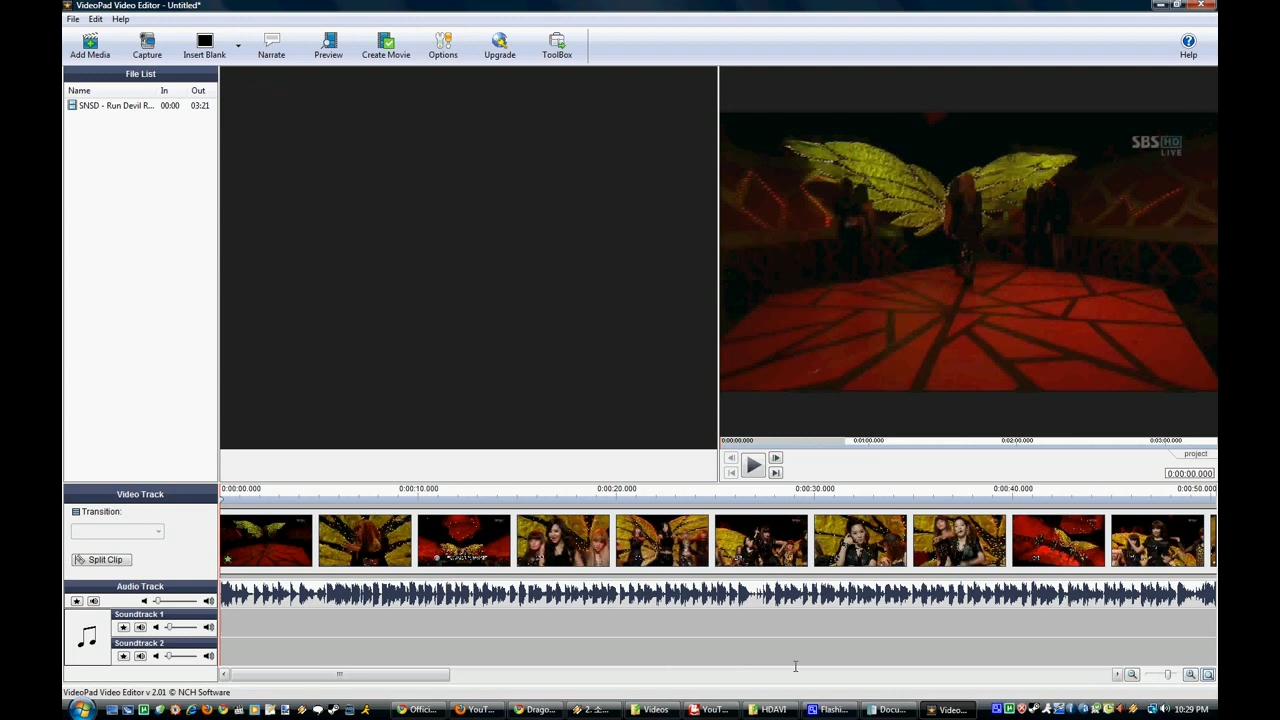 VideoPad Video Editor - Untitled*
File Edit Help
Add Media Capture Insert Blank Narrate Preview Create Movie Options Upgrade ToolBox Help
File List
Name In Out
SNSD - Run Devil R... 00:00 03:21
SBS HD
LIVE
0:00:00.000 0:01:00.000 0:02:00.000 0:03:00.000
project
0:00:00.000
Video Track
0:00:00.000 0:00:10.000 0:00:20.000 0:00:30.000 0:00:40.000 0:00:50.000
Transition:
Split Clip
Audio Track
Soundtrack 1
Soundtrack 2
VideoPad Video Editor v 2.01 © NCH Software
Offici... YouT... Drago... 2. 소... Videos YouT... HDAVI Flashi... Docu... Video... 10:29 PM